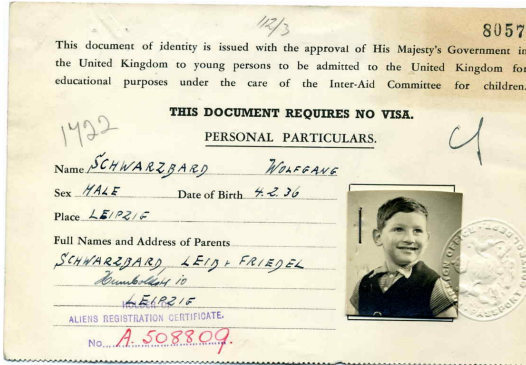 112/3
8057
This document of identity is issued with the approval of His Majesty's Government in
the United Kingdom to young persons to be admitted to the United Kingdom for
educational purposes under the care of the Inter-Aid Committee for children.
THIS DOCUMENT REQUIRES NO VISA.
1422
PERSONAL PARTICULARS.
Name SCHWARZBARD WOLFGANG
Sex MALE Date of Birth 4.2.36
Place LEIPZIG
Full Names and Address of Parents
SCHWARZBARD, LEIB + FRIEDEL
10
LEIPZIG
ALIENS REGISTRATION CERTIFICATE.
No. A. 508809.